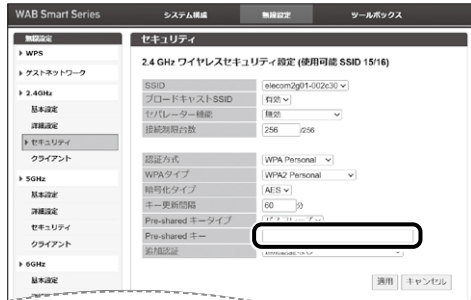 WAB Smart Series
システム構成 無線設定 ツールボックス
無線設定
WPS
ゲストネットワーク
2.4GHz
基本設定
詳細設定
セキュリティ
クライアント
5GHz
基本設定
詳細設定
セキュリティ
クライアント
6GHz
基本設定
セキュリティ
2.4 GHz ワイヤレスセキュリティ設定 (使用可能 SSID 15/16)
SSID elecom2g01-002c30
ブロードキャストSSID 有効
セパレーター機能 無効
接続制限台数 256 /256
認証方式 WPA Personal
WPAタイプ WPA2 Personal
暗号化タイプ AES
キー更新間隔 60 分
Pre-shared キータイプ パスフレーズ
Pre-shared キー
追加認証
適用 キャンセル